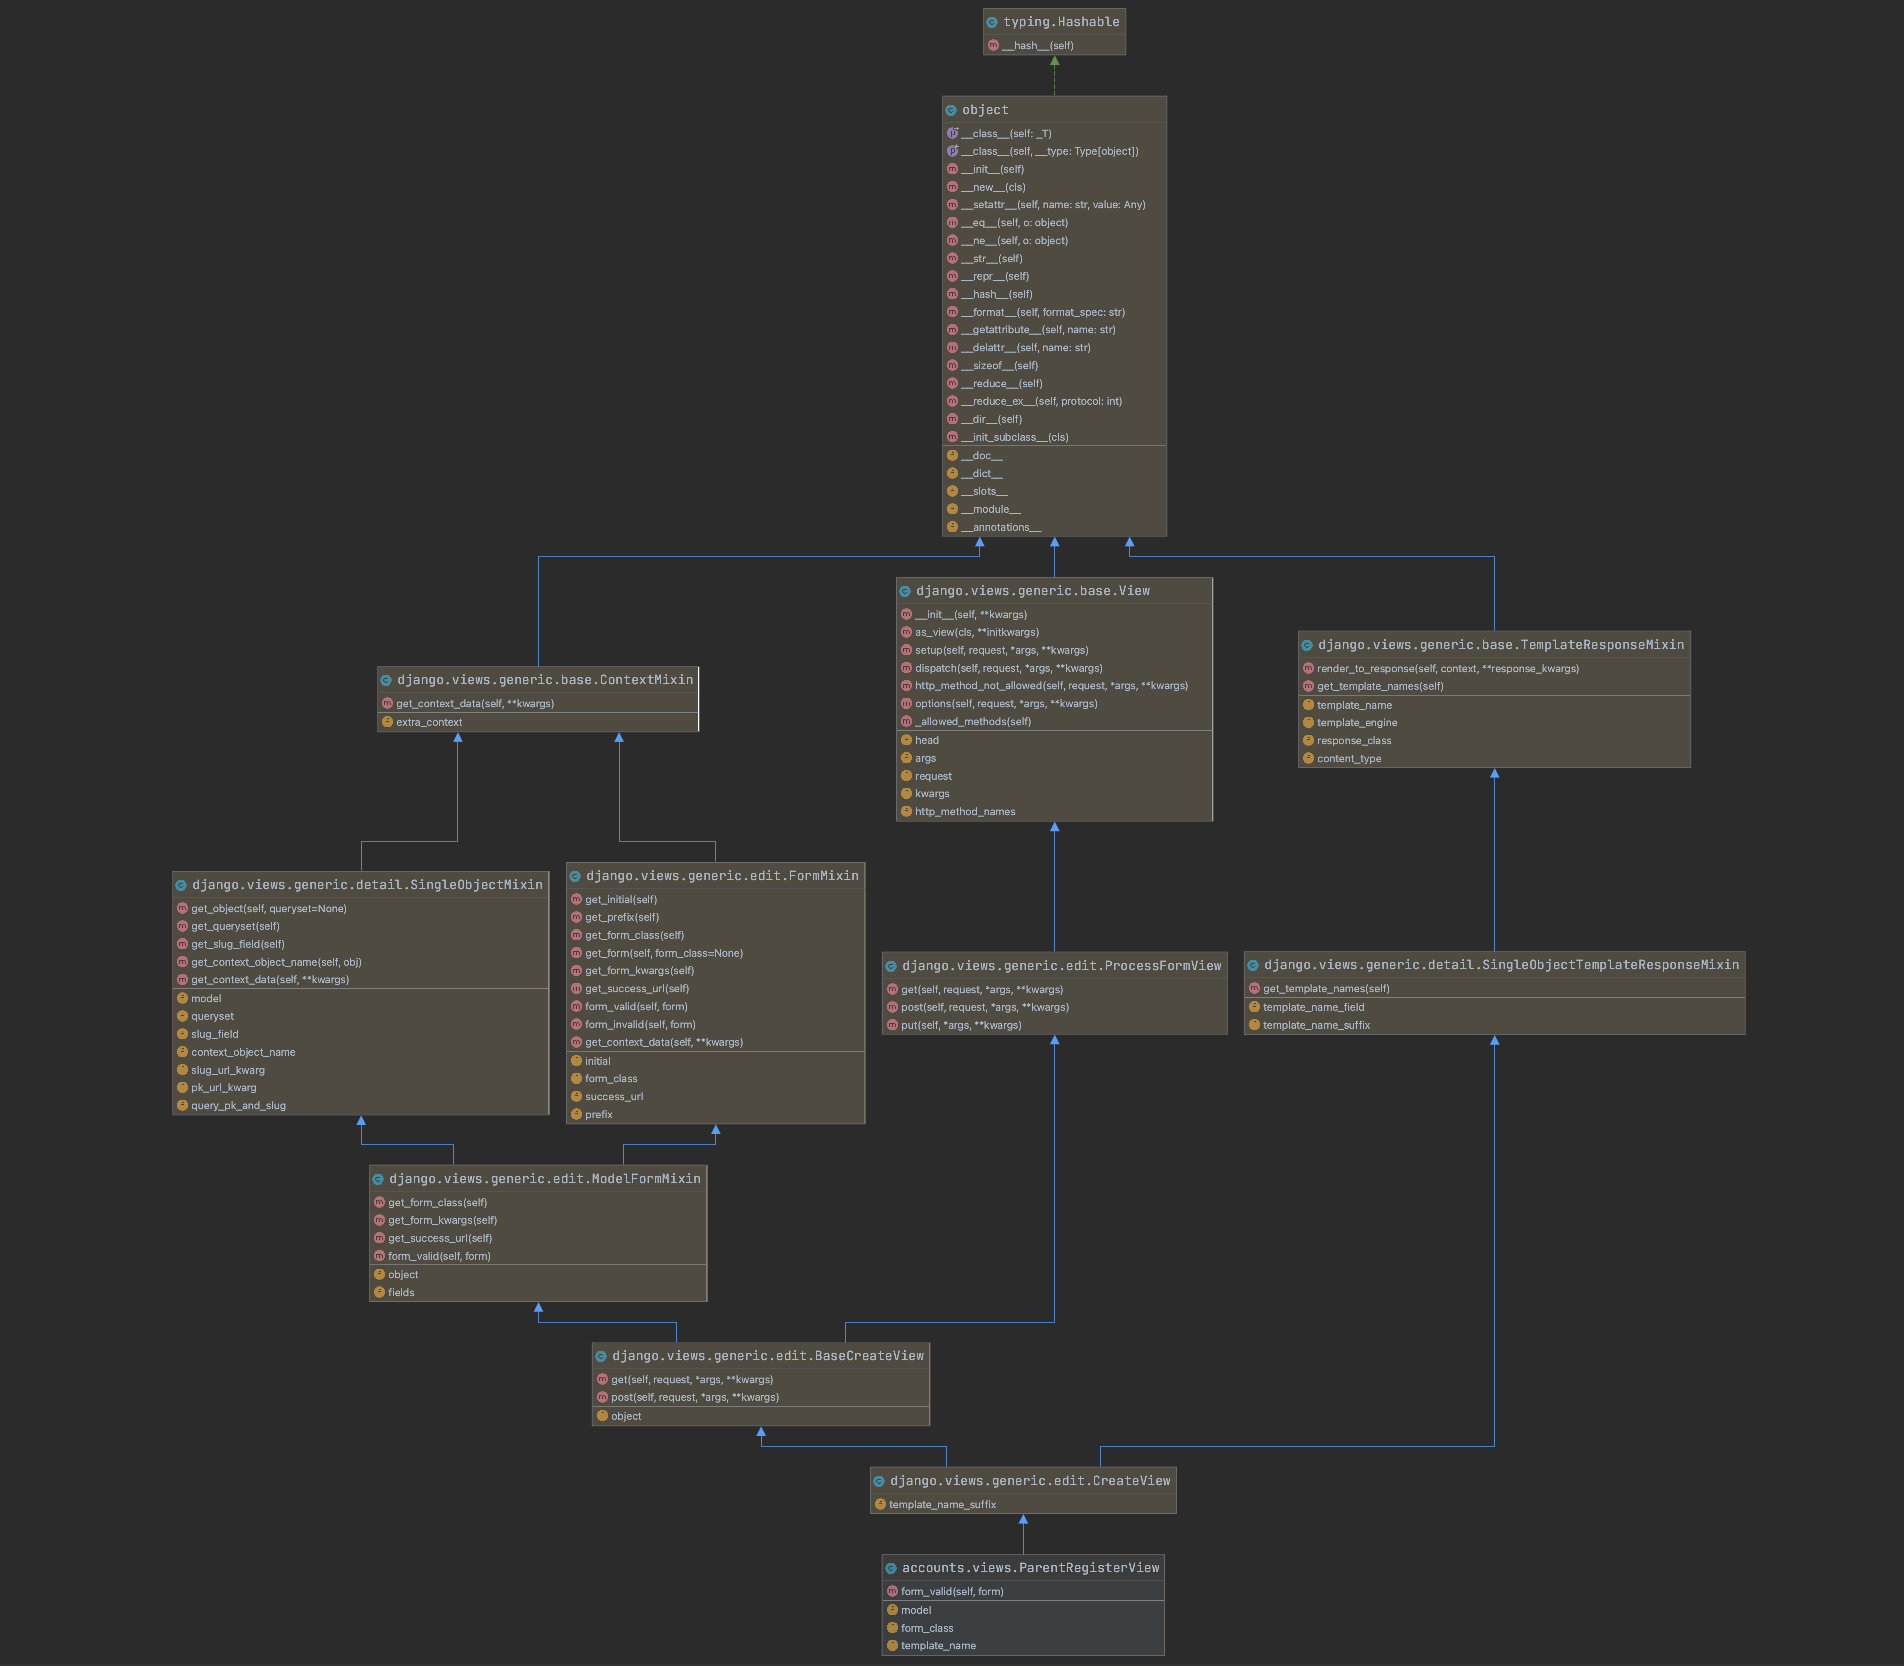 typing.Hashable
__hash__(self)
object
__class__(self: _T)
__class__(self, __type: Type[object])
__init__(self)
__new__(cls)
__setattr__(self, name: str, value: Any)
__eq__(self, o: object)
__ne__(self, o: object)
__str__(self)
__repr__(self)
__hash__(self)
__format__(self, format_spec: str)
__getattribute__(self, name: str)
__delattr__(self, name: str)
__sizeof__(self)
__reduce__(self)
__reduce_ex__(self, protocol: int)
__dir__(self)
__init_subclass__(cls)
__doc__
__dict__
__slots__
__module__
__annotations__
django.views.generic.base.View
__init__(self, **kwargs)
as_view(cls, **initkwargs)
setup(self, request, *args, **kwargs)
dispatch(self, request, *args, **kwargs)
http_method_not_allowed(self, request, *args, **kwargs)
options(self, request, *args, **kwargs)
_allowed_methods(self)
head
args
request
kwargs
http_method_names
django.views.generic.base.TemplateResponseMixin
render_to_response(self, context, **response_kwargs)
get_template_names(self)
template_name
template_engine
response_class
content_type
django.views.generic.base.ContextMixin
get_context_data(self, **kwargs)
extra_context
django.views.generic.detail.SingleObjectMixin
get_object(self, queryset=None)
get_queryset(self)
get_slug_field(self)
get_context_object_name(self, obj)
get_context_data(self, **kwargs)
model
queryset
slug_field
context_object_name
slug_url_kwarg
pk_url_kwarg
query_pk_and_slug
django.views.generic.edit.FormMixin
get_initial(self)
get_prefix(self)
get_form_class(self)
get_form(self, form_class=None)
get_form_kwargs(self)
get_success_url(self)
form_valid(self, form)
form_invalid(self, form)
get_context_data(self, **kwargs)
initial
form_class
success_url
prefix
django.views.generic.edit.ProcessFormView
get(self, request, *args, **kwargs)
post(self, request, *args, **kwargs)
put(self, *args, **kwargs)
django.views.generic.detail.SingleObjectTemplateResponseMixin
get_template_names(self)
template_name_field
template_name_suffix
django.views.generic.edit.ModelFormMixin
get_form_class(self)
get_form_kwargs(self)
get_success_url(self)
form_valid(self, form)
object
fields
django.views.generic.edit.BaseCreateView
get(self, request, *args, **kwargs)
post(self, request, *args, **kwargs)
object
django.views.generic.edit.CreateView
template_name_suffix
accounts.views.ParentRegisterView
form_valid(self, form)
model
form_class
template_name